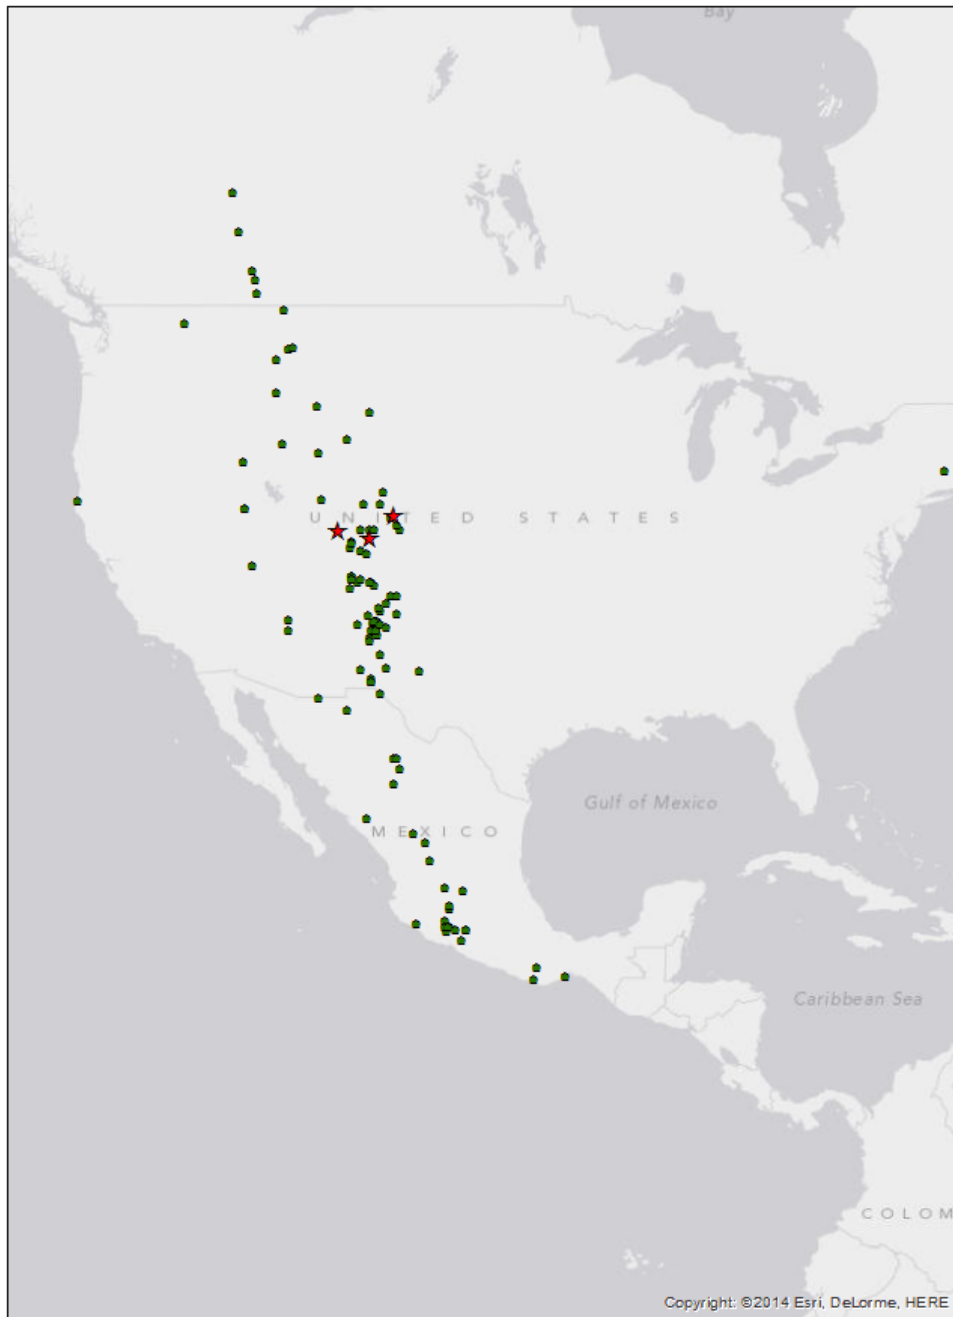 Bay
UNITED STATES
Gulf of Mexico
MEXICO
Caribbean Sea
COLOM
Copyright: ©2014 Esri, DeLorme, HERE